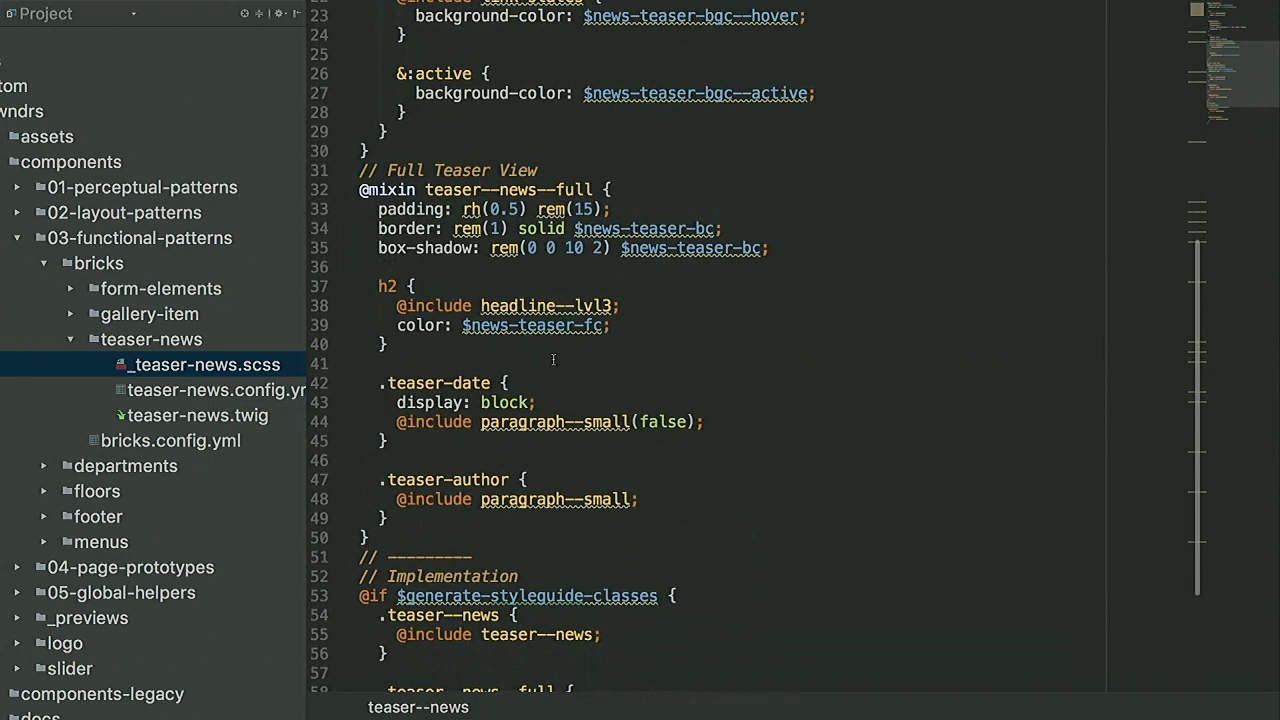 Project
tom
wndrs
assets
components
01-perceptual-patterns
02-layout-patterns
03-functional-patterns
bricks
form-elements
gallery-item
teaser-news
_teaser-news.scss
teaser-news.config.yr
teaser-news.twig
bricks.config.yml
departments
floors
footer
menus
04-page-prototypes
05-global-helpers
_previews
logo
slider
components-legacy
docs
23 background-color: $news-teaser-bgc--hover;
24 }
25
26 &:active {
27 background-color: $news-teaser-bgc--active;
28 }
29 }
30 }
31 // Full Teaser View
32 @mixin teaser--news--full {
33 padding: rh(0.5) rem(15);
34 border: rem(1) solid $news-teaser-bc;
35 box-shadow: rem(0 0 10 2) $news-teaser-bc;
36
37 h2 {
38 @include headline--lvl3;
39 color: $news-teaser-fc;
40 }
41
42 .teaser-date {
43 display: block;
44 @include paragraph--small(false);
45 }
46
47 .teaser-author {
48 @include paragraph--small;
49 }
50 }
51 // ---------
52 // Implementation
53 @if $generate-styleguide-classes {
54 .teaser--news {
55 @include teaser--news;
56 }
57
58 .teaser--news--full {
teaser--news